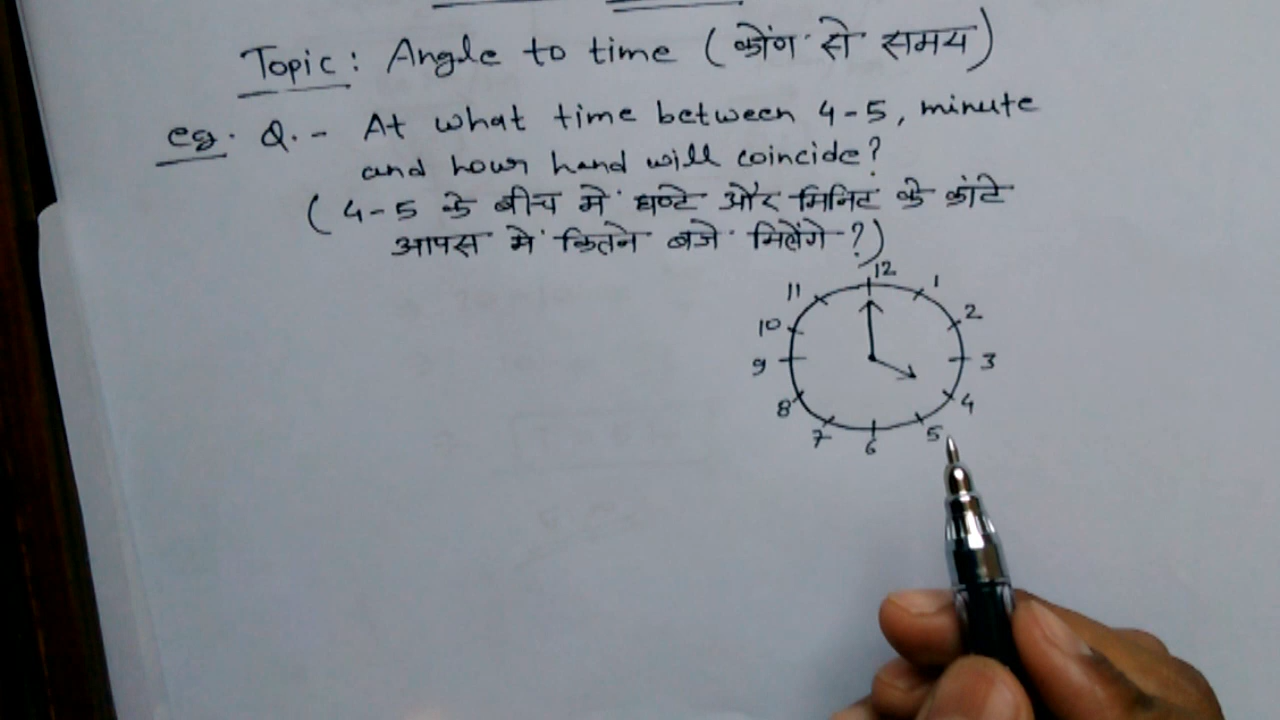 Topic: Angle to time (कोंण से समय)
eg. Q.- At what time between 4-5, minute
and hour hand will coincide?
(4-5 के बीच में घण्टे और मिनिट के कांटे
आपस में कितने बजे मिलेंगे?)
12
11
1
10
2
9
3
8
4
7
5
6